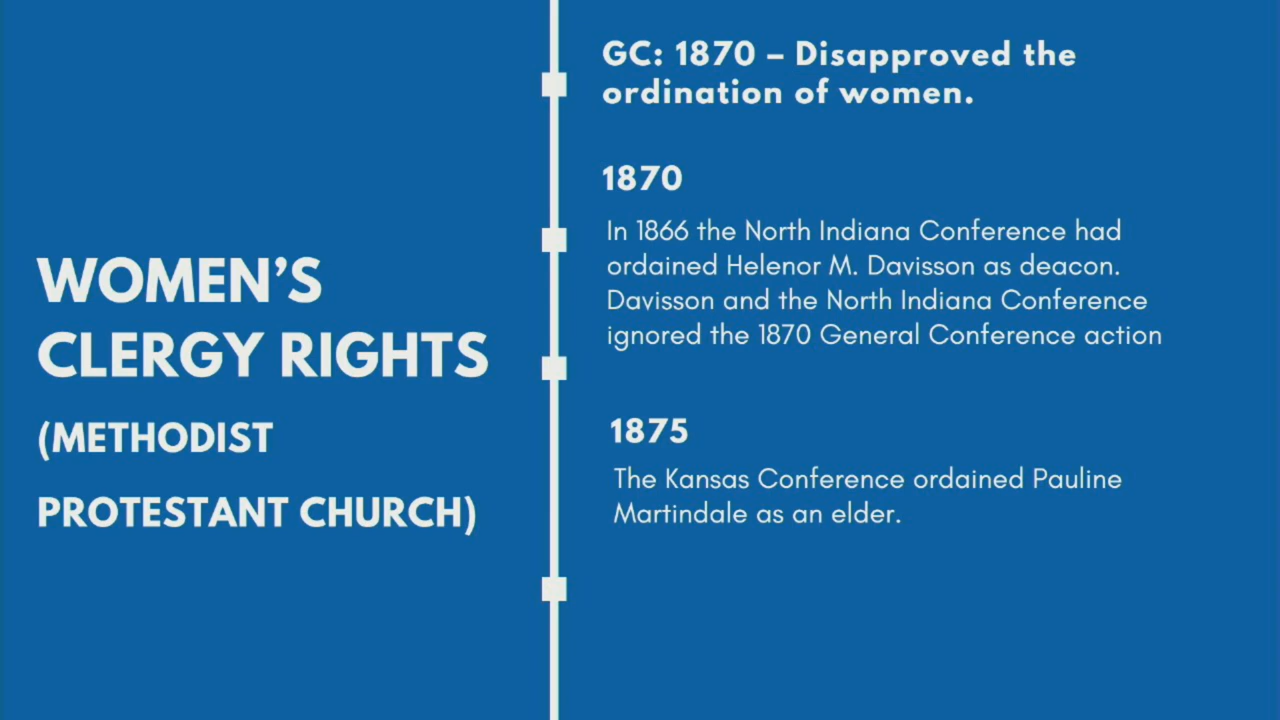 WOMEN'S
CLERGY RIGHTS
(METHODIST
PROTESTANT CHURCH)
GC: 1870 – Disapproved the
ordination of women.
1870
In 1866 the North Indiana Conference had
ordained Helenor M. Davisson as deacon.
Davisson and the North Indiana Conference
ignored the 1870 General Conference action
1875
The Kansas Conference ordained Pauline
Martindale as an elder.